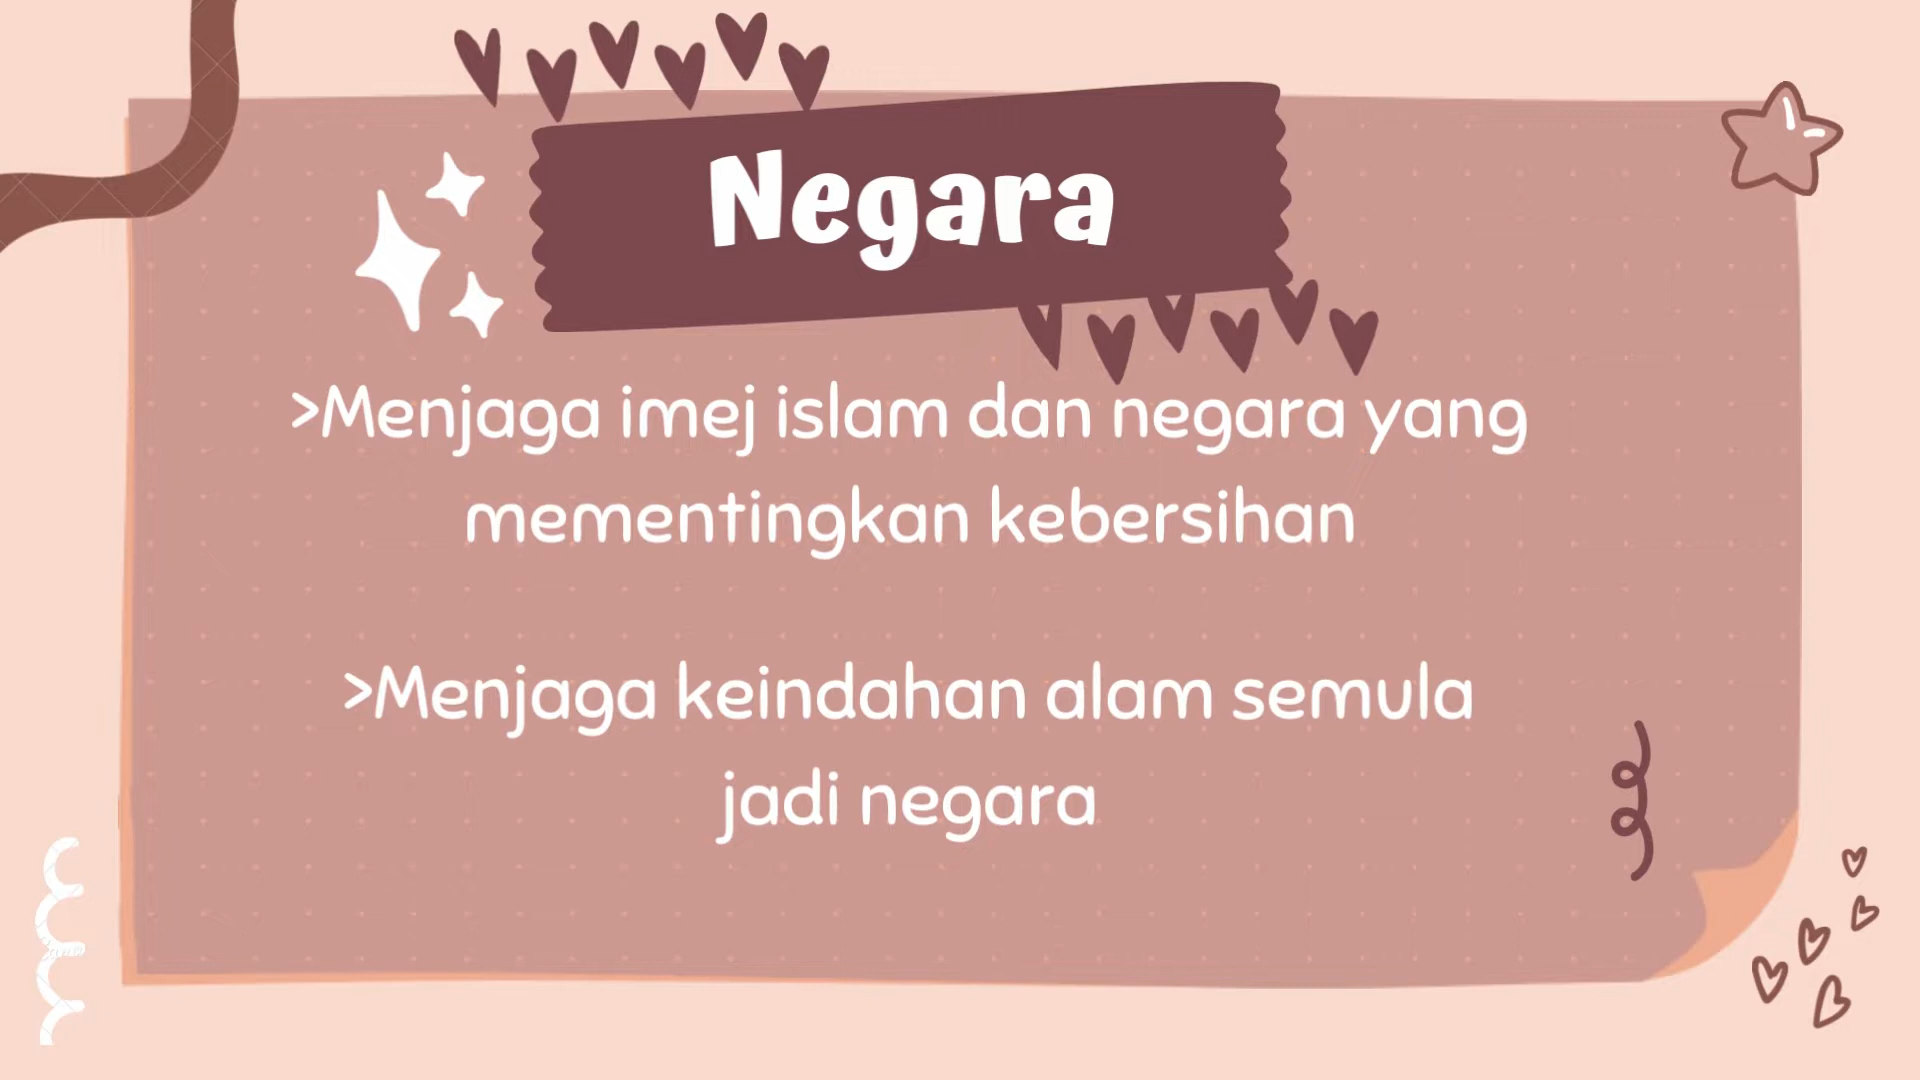 Negara
>Menjaga imej islam dan negara yang
mementingkan kebersihan
>Menjaga keindahan alam semula
jadi negara